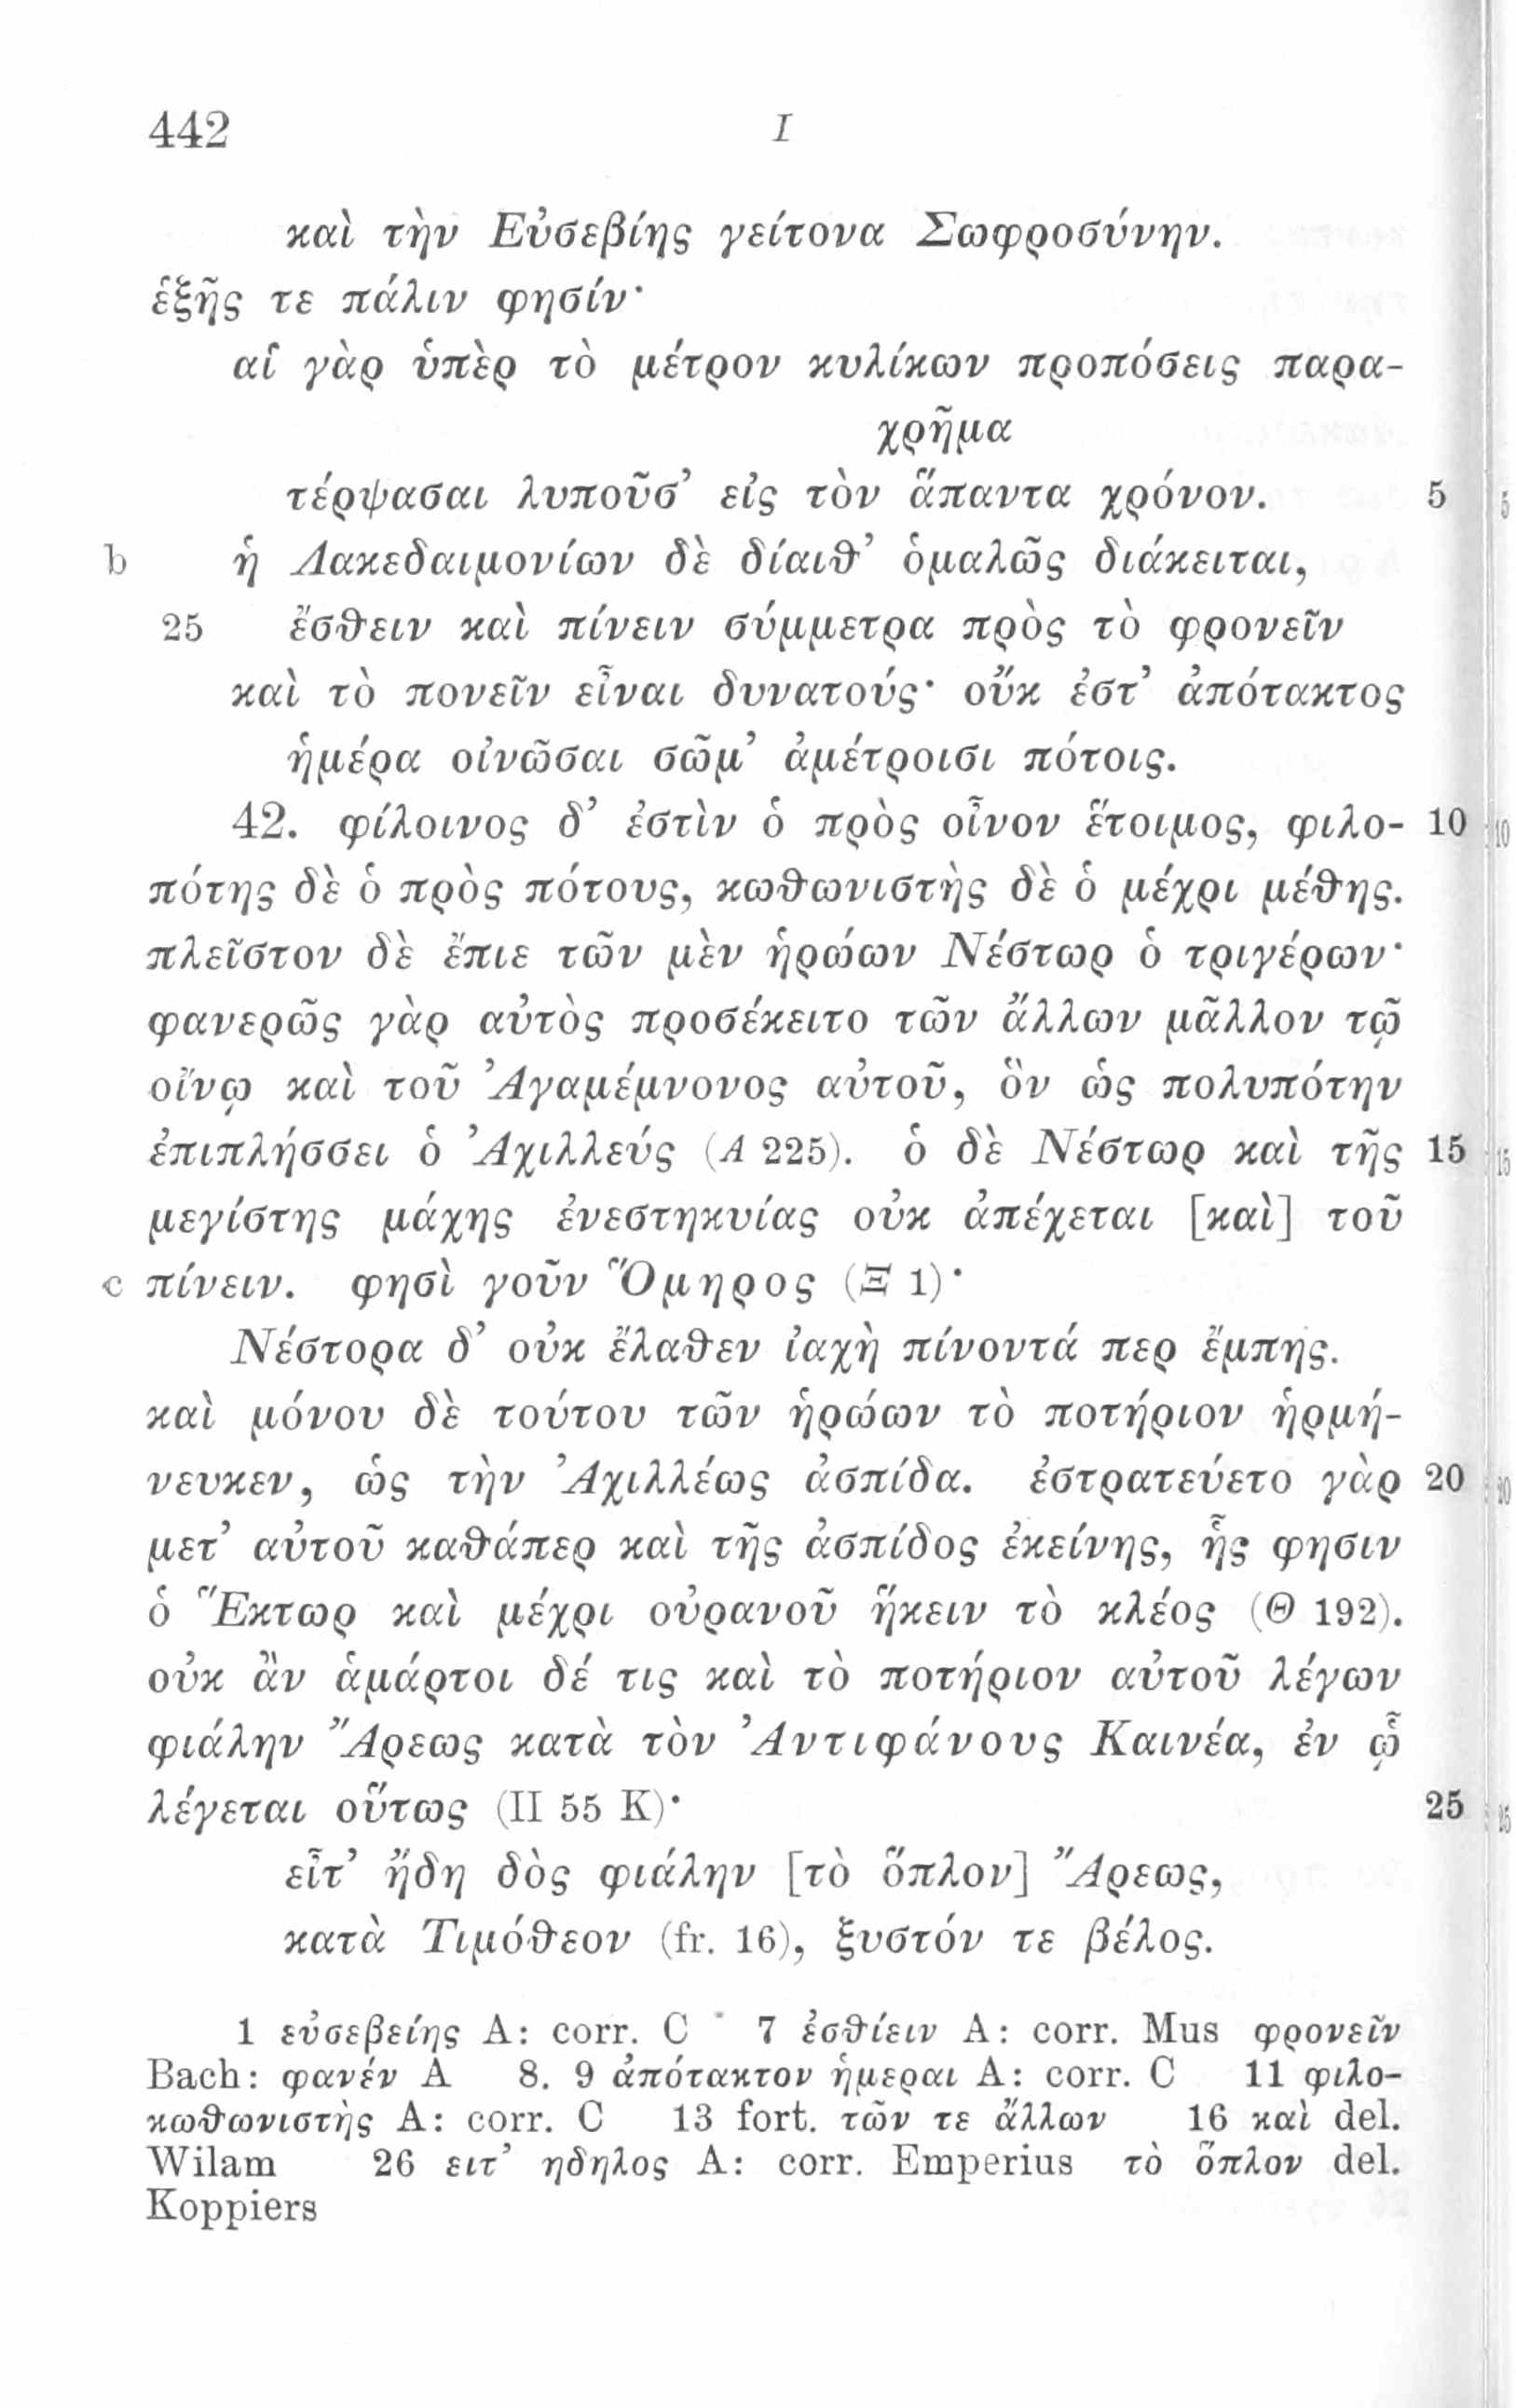 442 I
καὶ τὴν Εὐσεβίης γείτονα Σωφροσύνην.
ἑξῆς τε πάλιν φησίν·
αἱ γὰρ ὑπὲρ τὸ μέτρον κυλίκων προπόσεις παρα-
χρῆμα
τέρψασαι λυποῦσ’ εἰς τὸν ἅπαντα χρόνον. 5
b ἡ Λακεδαιμονίων δὲ δίαιθ’ ὁμαλῶς διάκειται,
25 ἔσθειν καὶ πίνειν σύμμετρα πρὸς τὸ φρονεῖν
καὶ τὸ πονεῖν εἶναι δυνατούς· οὔκ ἐστ’ ἀπότακτος
ἡμέρα οἰνῶσαι σῶμ’ ἀμέτροισι πότοις.
42. φίλοινος δ’ ἐστὶν ὁ πρὸς οἶνον ἕτοιμος, φιλο- 10
πότης δὲ ὁ πρὸς πότους, κωθωνιστὴς δὲ ὁ μέχρι μέθης.
πλεῖστον δὲ ἔπιε τῶν μὲν ἡρώων Νέστωρ ὁ τριγέρων·
φανερῶς γὰρ αὐτὸς προσέκειτο τῶν ἄλλων μᾶλλον τῷ
οἴνῳ καὶ τοῦ Ἀγαμέμνονος αὐτοῦ, ὃν ὡς πολυπότην
ἐπιπλήσσει ὁ Ἀχιλλεύς (Α 225). ὁ δὲ Νέστωρ καὶ τῆς 15
μεγίστης μάχης ἐνεστηκυίας οὐκ ἀπέχεται [καὶ] τοῦ
c πίνειν. φησὶ γοῦν Ὅμηρος (Ξ 1)·
Νέστορα δ’ οὐκ ἔλαθεν ἰαχὴ πίνοντά περ ἔμπης.
καὶ μόνου δὲ τούτου τῶν ἡρώων τὸ ποτήριον ἡρμή-
νευκεν, ὡς τὴν Ἀχιλλέως ἀσπίδα. ἐστρατεύετο γὰρ 20
μετ’ αὐτοῦ καθάπερ καὶ τῆς ἀσπίδος ἐκείνης, ἧς φησιν
ὁ Ἕκτωρ καὶ μέχρι οὐρανοῦ ἥκειν τὸ κλέος (Θ 192).
οὐκ ἂν ἁμάρτοι δέ τις καὶ τὸ ποτήριον αὐτοῦ λέγων
φιάλην Ἄρεως κατὰ τὸν Ἀντιφάνους Καινέα, ἐν ᾧ
λέγεται οὕτως (II 55 K)· 25
εἶτ’ ἤδη δὸς φιάλην [τὸ ὅπλον] Ἄρεως,
κατὰ Τιμόθεον (fr. 16), ξυστόν τε βέλος.
1 εὐσεβείης A: corr. C 7 ἐσθίειν A: corr. Mus φρονεῖν
Bach: φανέν A 8. 9 ἀπότακτον ἡμεραι A: corr. C 11 φιλο-
κωθωνιστὴς A: corr. C 13 fort. τῶν τε ἄλλων 16 καὶ del.
Wilam 26 ειτ’ ηδηλος A: corr. Emperius τὸ ὅπλον del.
Koppiers